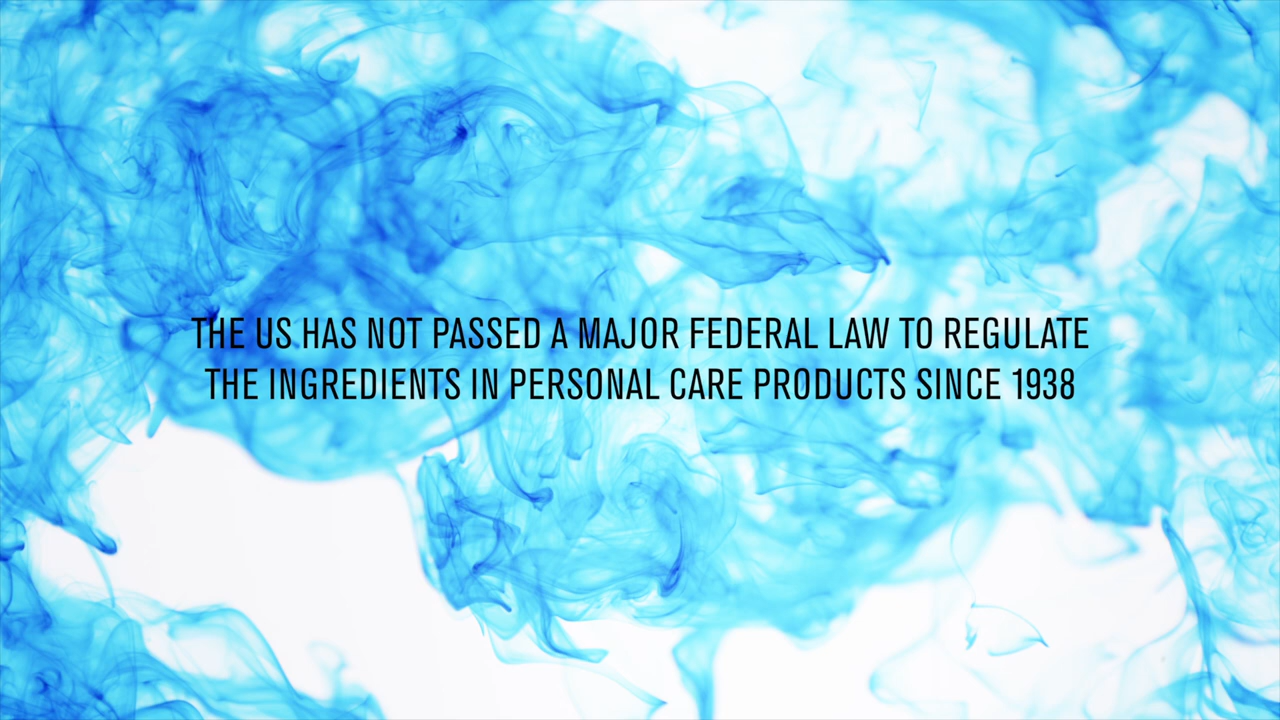 THE US HAS NOT PASSED A MAJOR FEDERAL LAW TO REGULATE
THE INGREDIENTS IN PERSONAL CARE PRODUCTS SINCE 1938